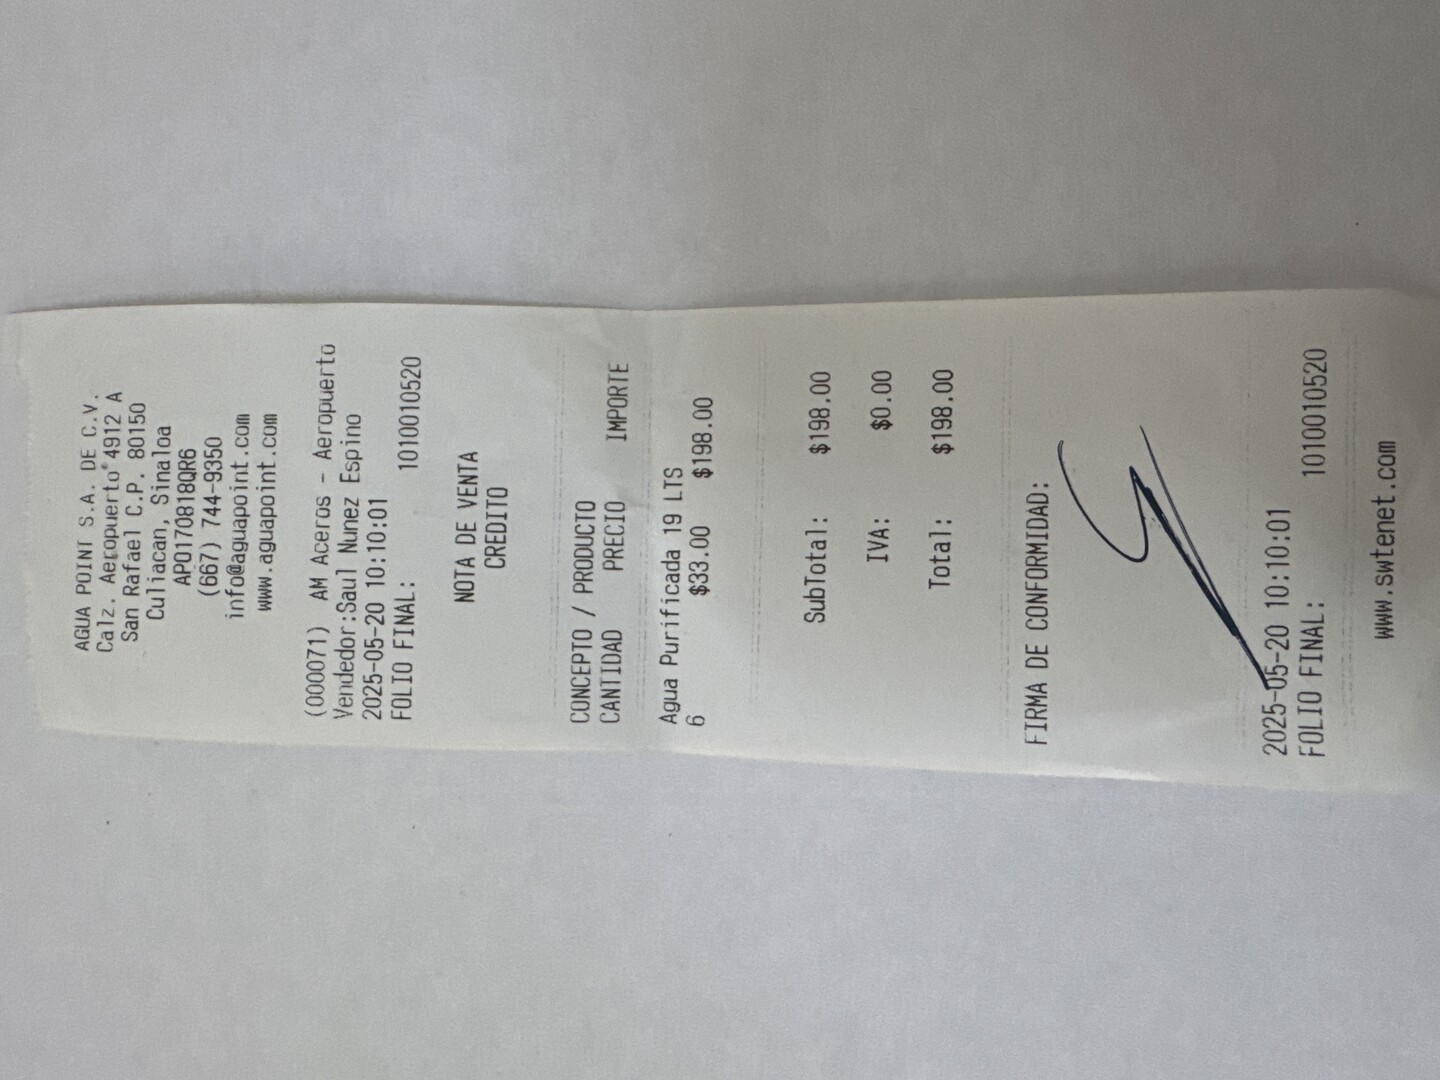 AGUA POINT S.A. DE C.V.
Calz. Aeropuerto 4912 A
San Rafael C.P. 80150
Culiacan, Sinaloa
APO170818QR6
(667) 744-9350
info@aguapoint.com
www.aguapoint.com
(000071) AM Aceros - Aeropuerto
Vendedor:Saul Nunez Espino
2025-05-20 10:10:01
FOLIO FINAL: 1010010520
NOTA DE VENTA
CREDITO
CONCEPTO / PRODUCTO
CANTIDAD PRECIO IMPORTE
Agua Purificada 19 LTS
6 $33.00 $198.00
SubTotal: $198.00
IVA: $0.00
Total: $198.00
FIRMA DE CONFORMIDAD:
2025-05-20 10:10:01
FOLIO FINAL: 1010010520
www.swtenet.com